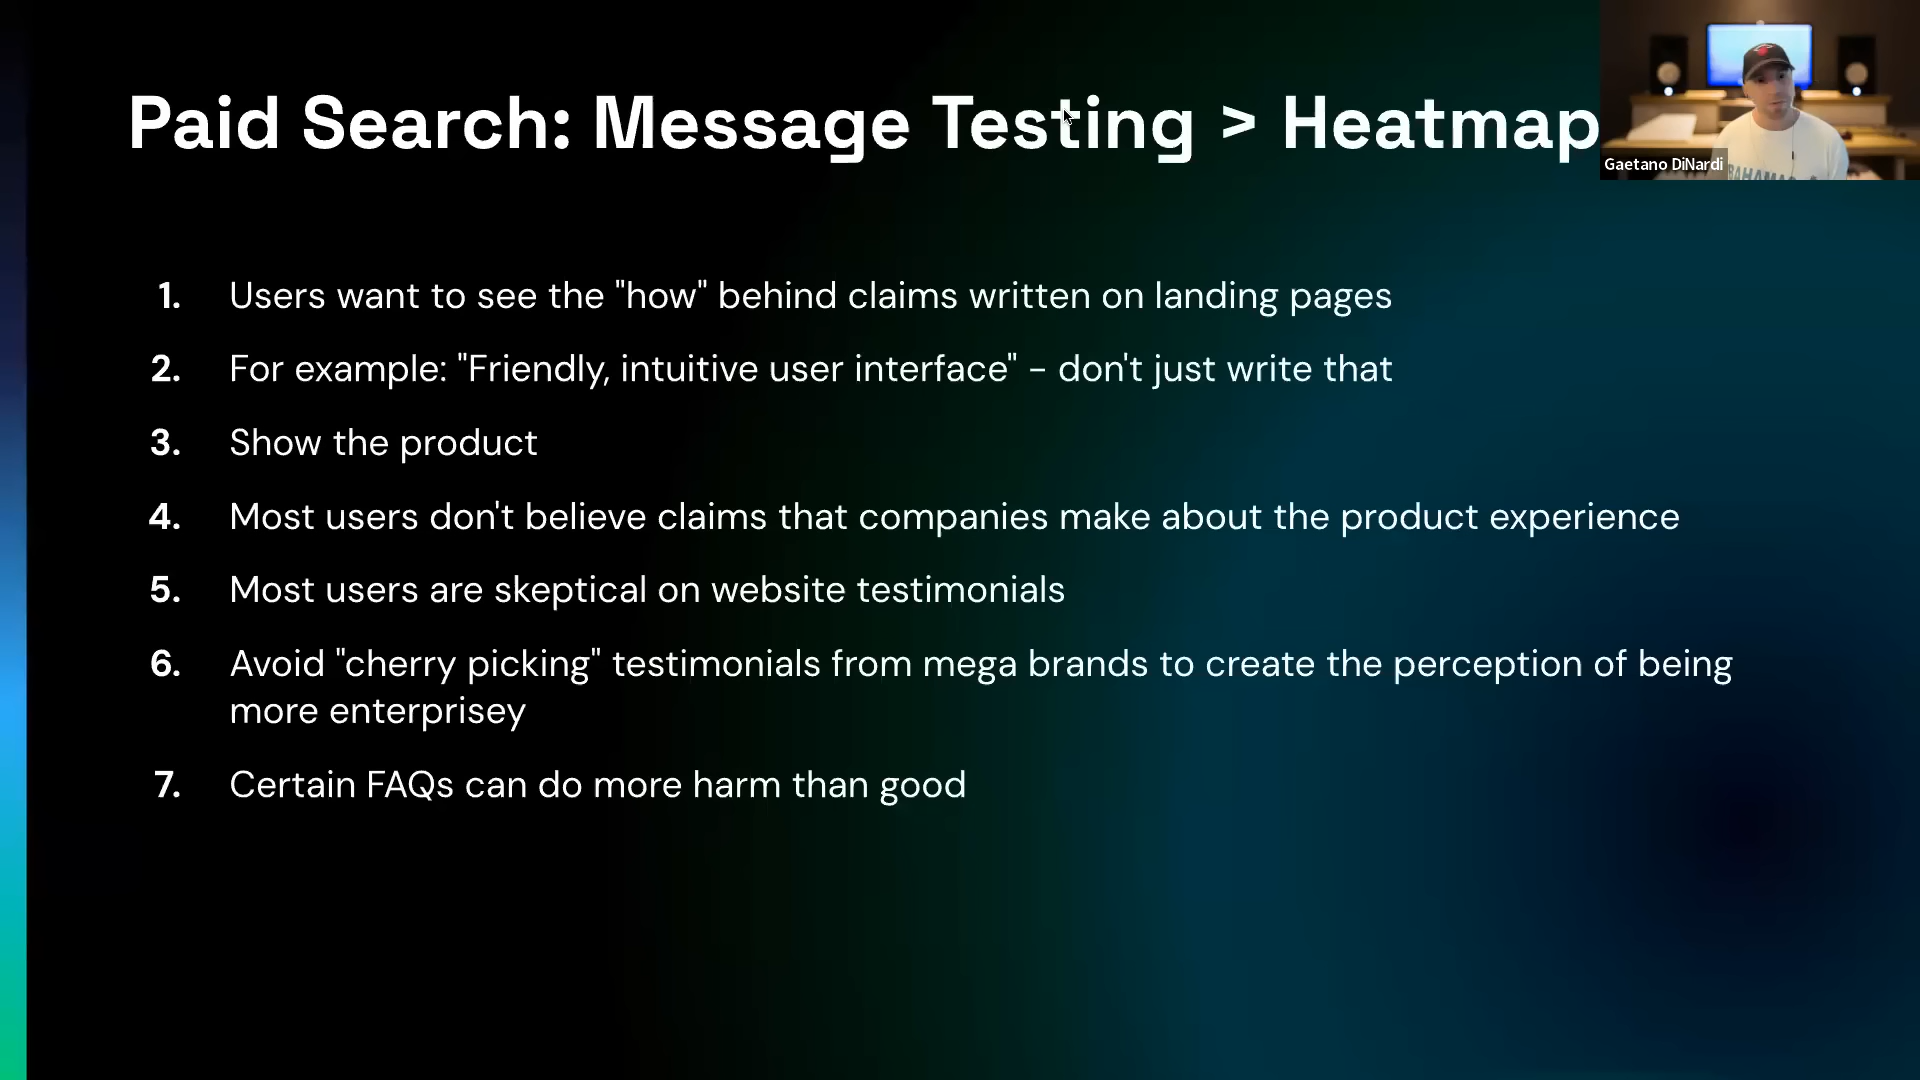 Paid Search: Message Testing > Heatmap
Gaetano DiNardi
1. Users want to see the "how" behind claims written on landing pages
2. For example: "Friendly, intuitive user interface" - don't just write that
3. Show the product
4. Most users don't believe claims that companies make about the product experience
5. Most users are skeptical on website testimonials
6. Avoid "cherry picking" testimonials from mega brands to create the perception of being
more enterprisey
7. Certain FAQs can do more harm than good